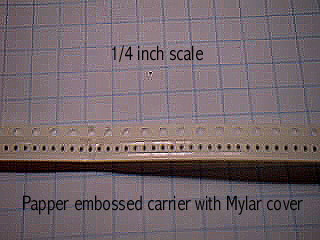 1/4 inch scale
Papper embossed carrier with Mylar cover